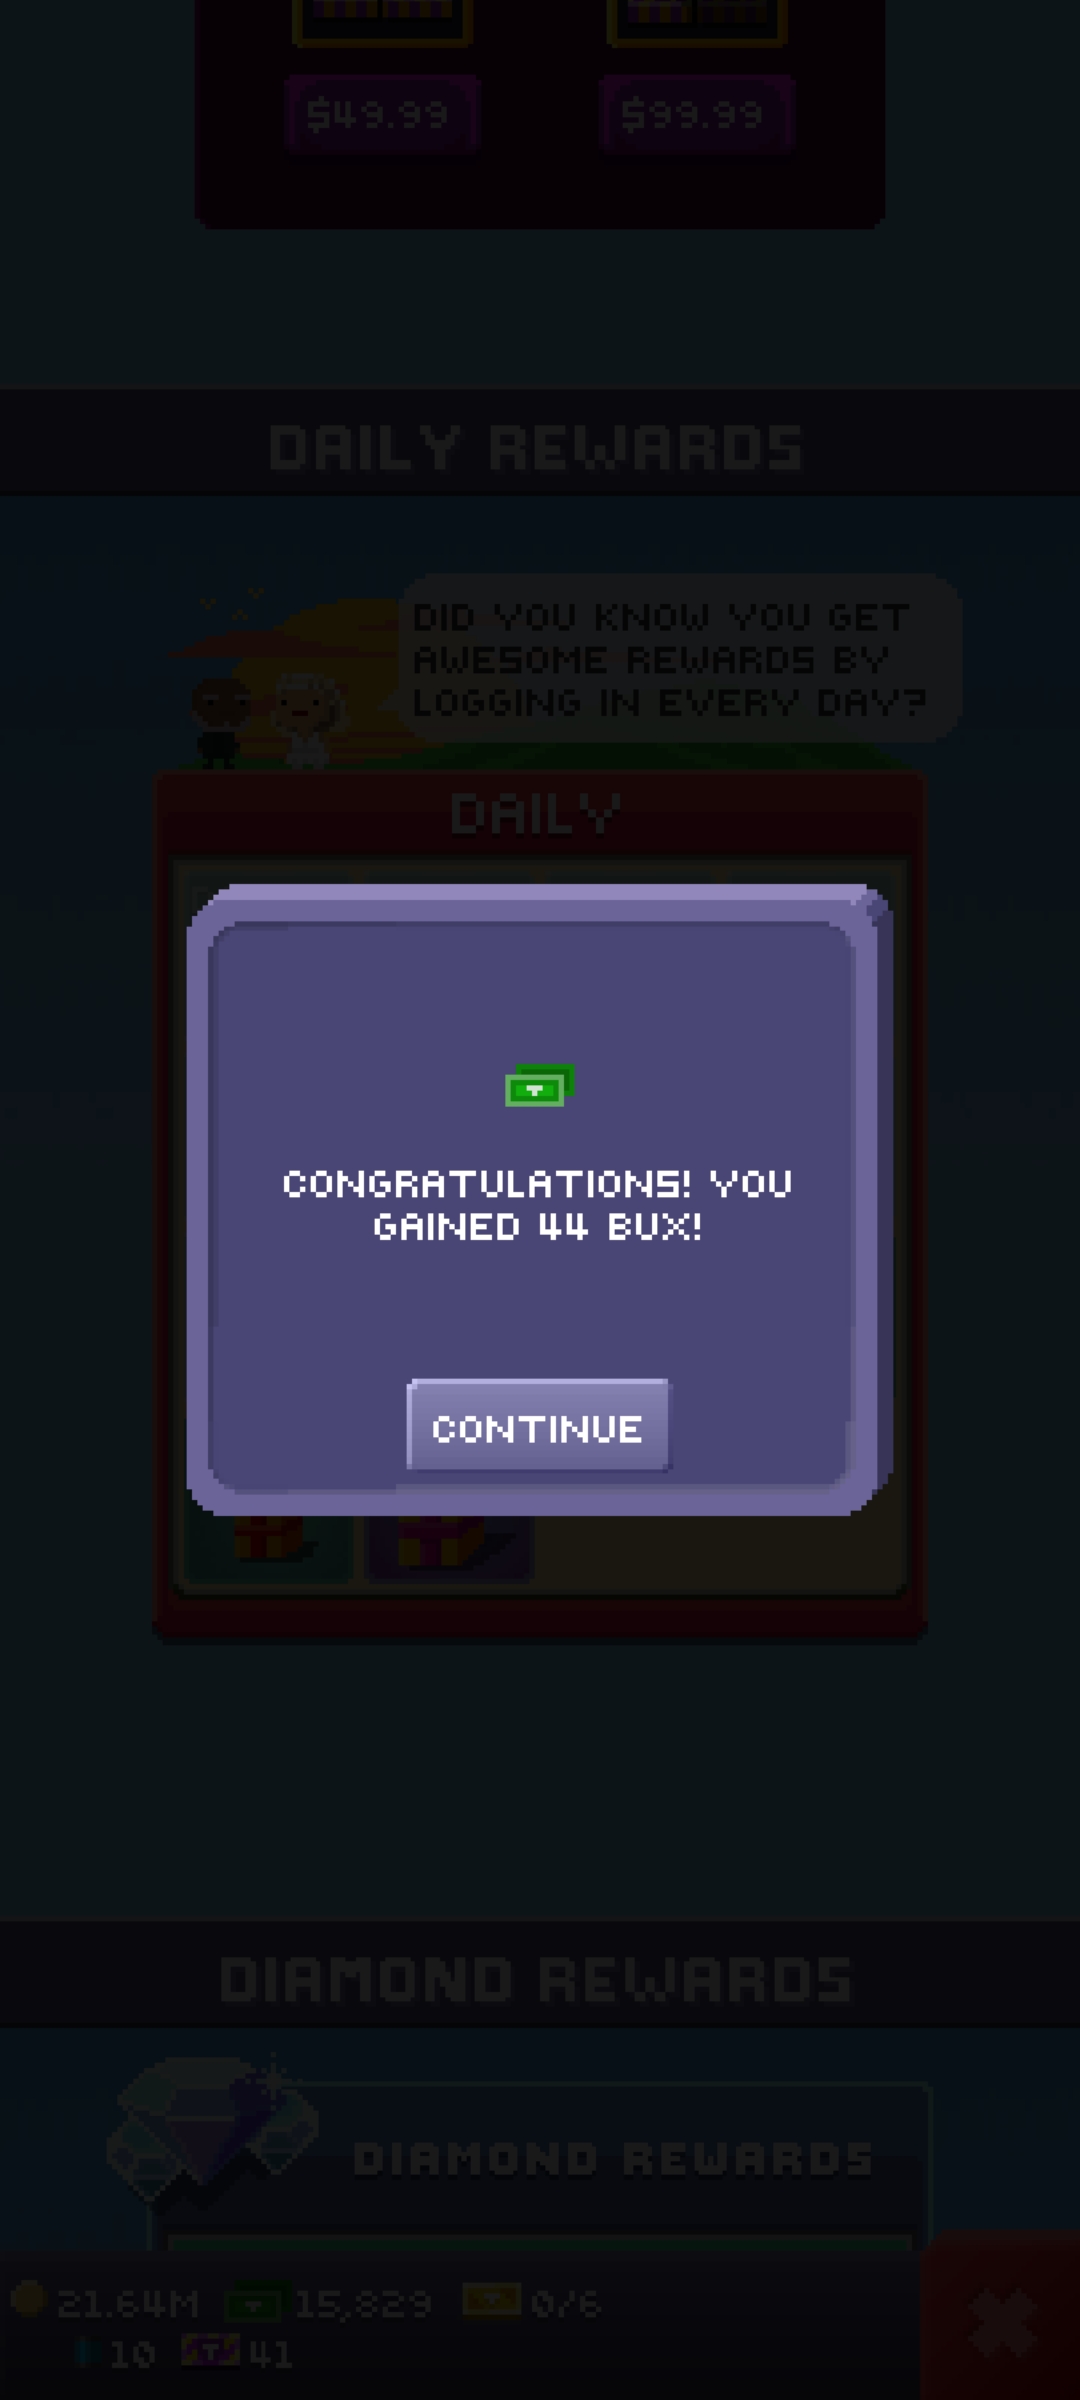 $49.99 $99.99
DAILY REWARDS
DID YOU KNOW YOU GET
AWESOME REWARDS BY
LOGGING IN EVERY DAY?
DAILY
CONGRATULATIONS! YOU
GAINED 44 BUX!
CONTINUE
DIAMOND REWARDS
DIAMOND REWARDS
21.64M 15,829 0/6
10 41